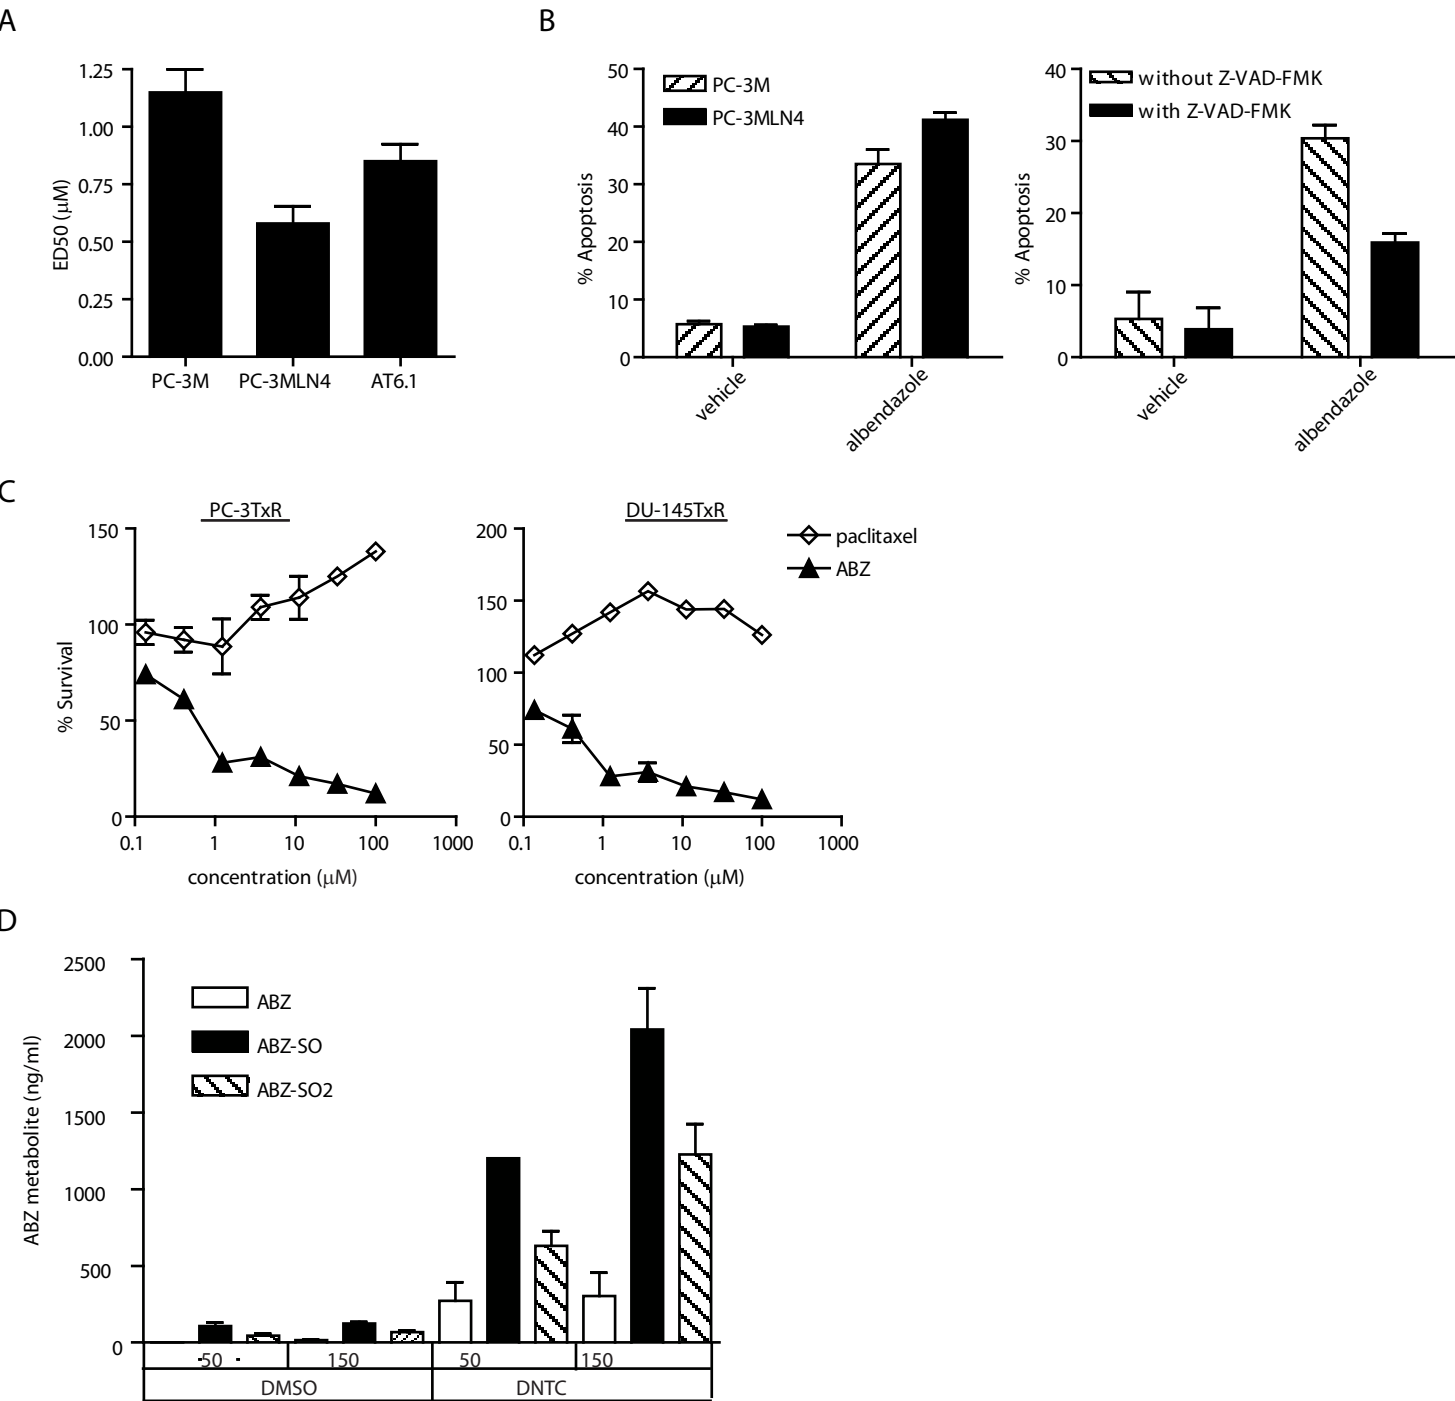 A
B
1.25
1.00
0.75
0.50
0.25
0.00
ED50 (μM)
PC-3M PC-3MLN4 AT6.1
50
40
30
20
10
0
% Apoptosis
PC-3M
PC-3MLN4
vehicle
albendazole
40
30
20
10
0
% Apoptosis
without Z-VAD-FMK
with Z-VAD-FMK
vehicle
albendazole
C
PC-3TxR
150
100
50
0
% Survival
0.1 1 10 100 1000
concentration (μM)
DU-145TxR
200
150
100
50
0
0.1 1 10 100 1000
concentration (μM)
paclitaxel
ABZ
D
2500
2000
1500
1000
500
0
ABZ metabolite (ng/ml)
ABZ
ABZ-SO
ABZ-SO2
50 150 50 150
DMSO DNTC